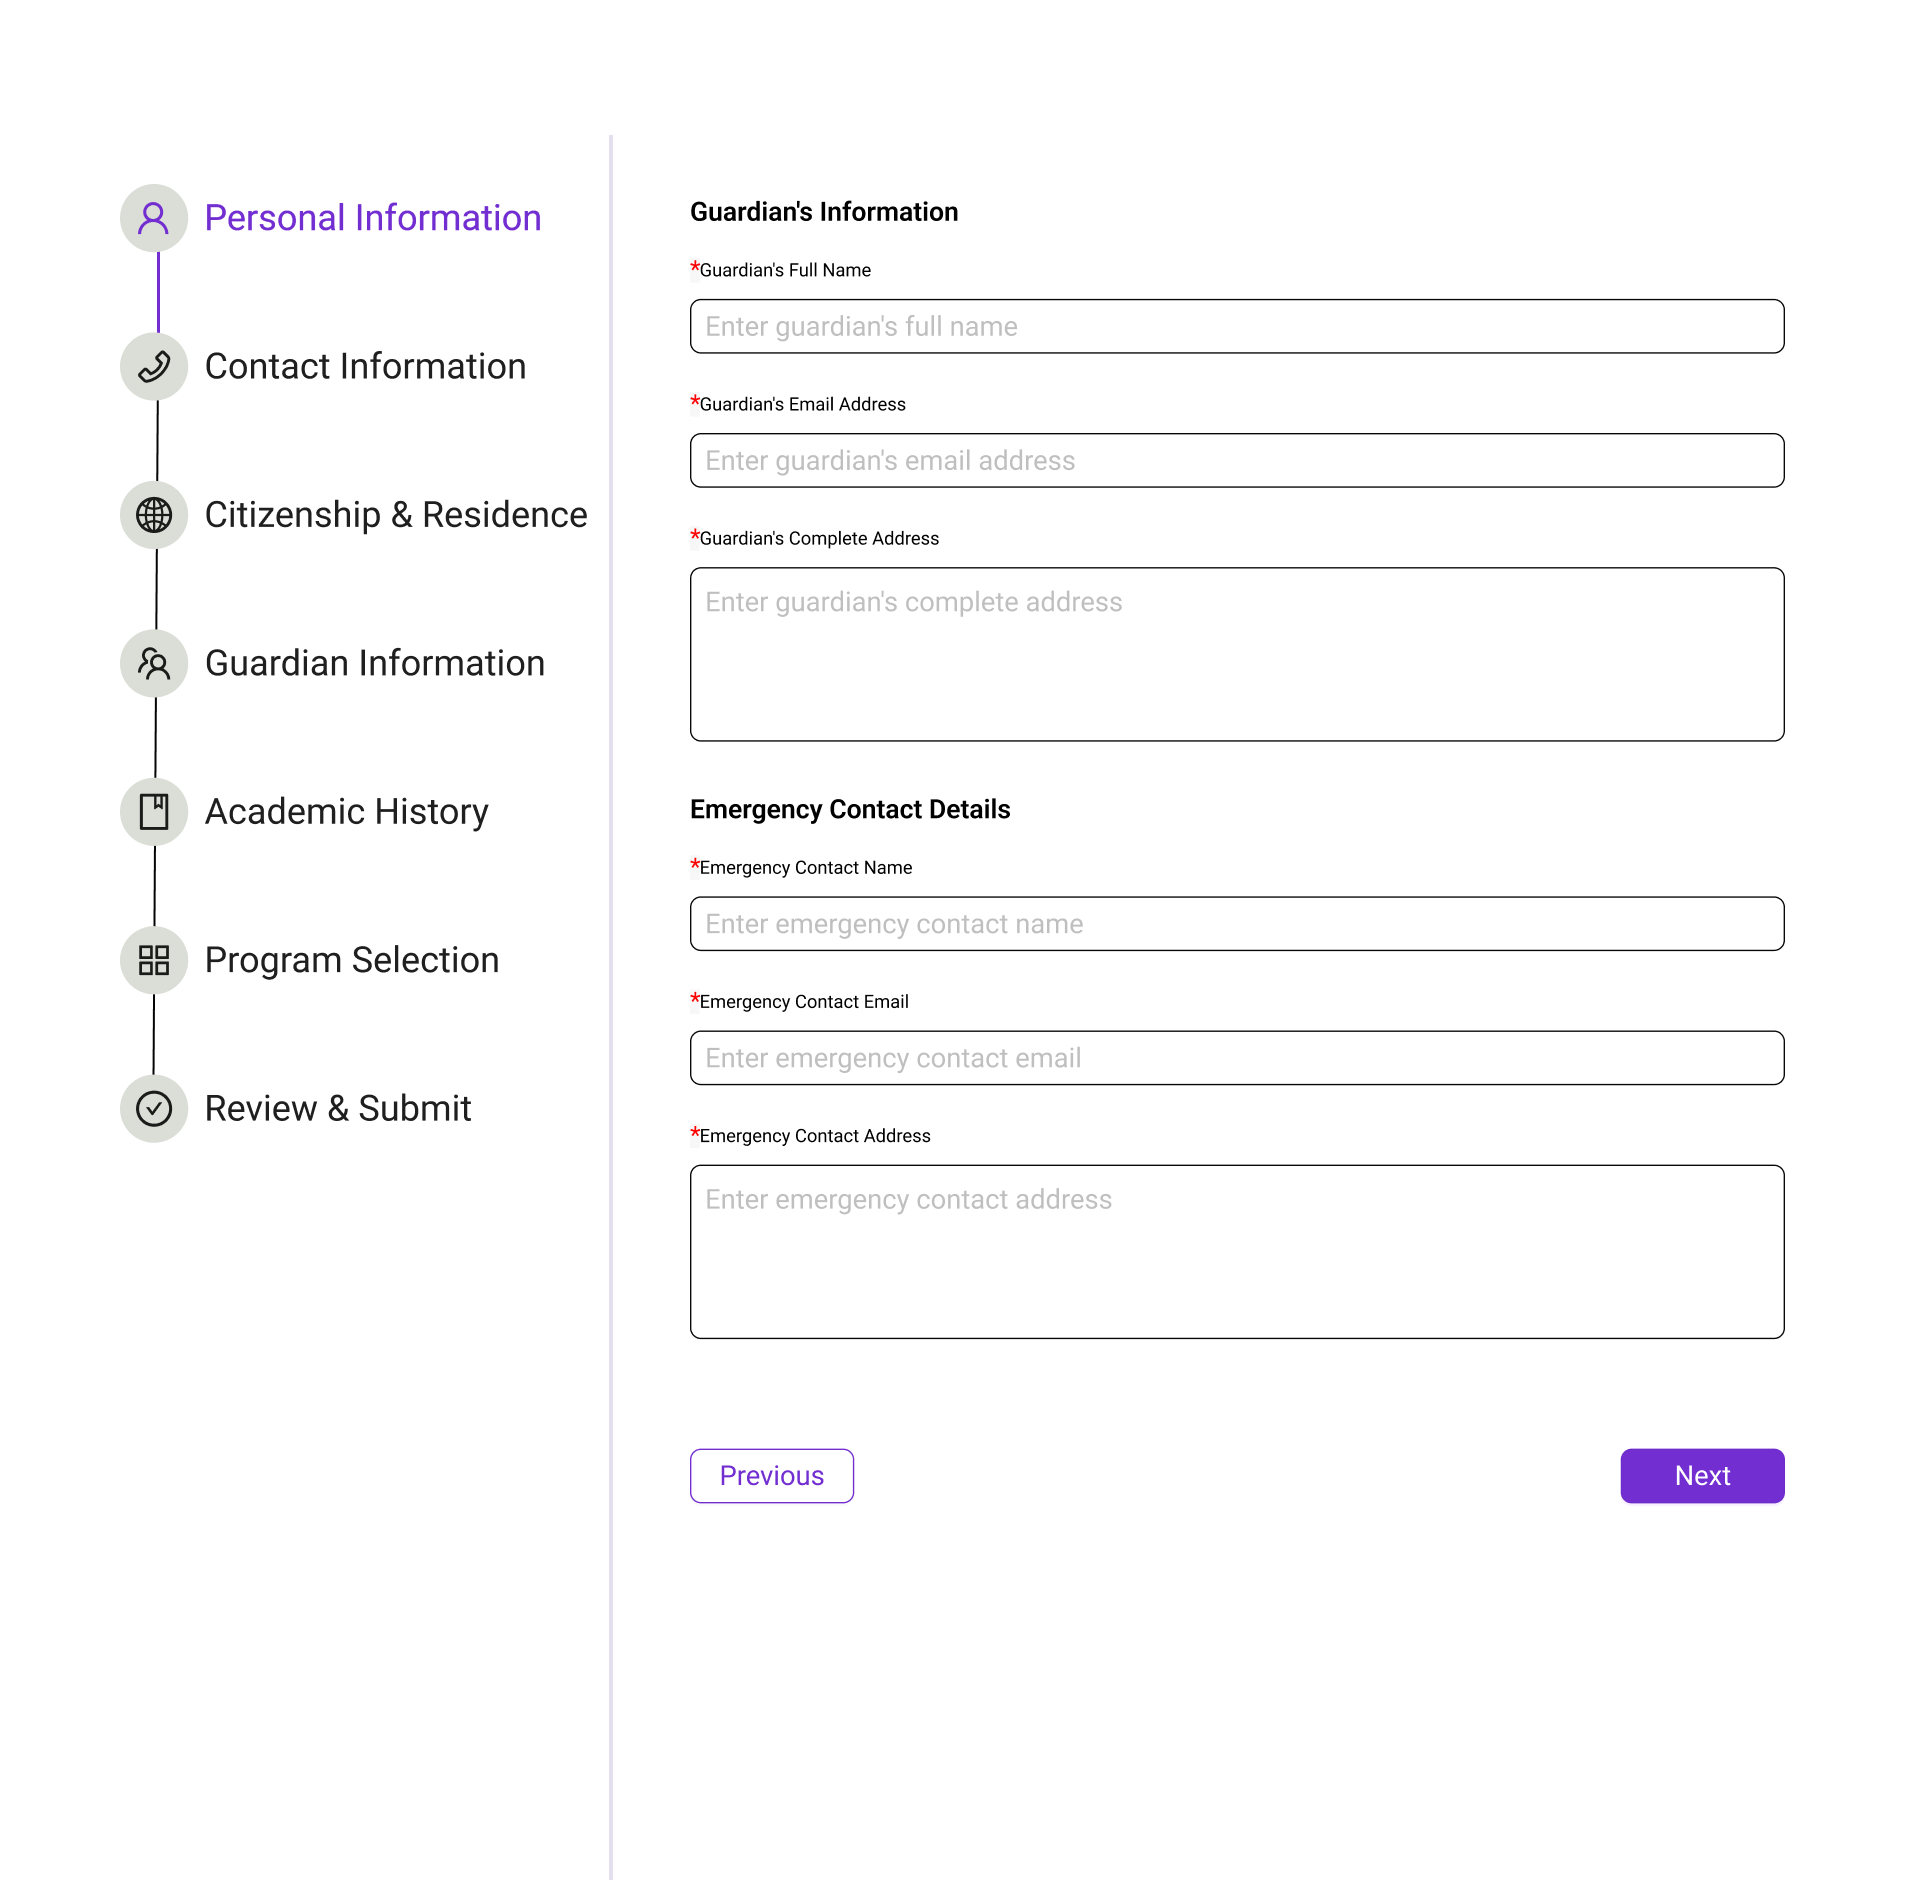 Personal Information
Contact Information
Citizenship & Residence
Guardian Information
Academic History
Program Selection
Review & Submit
Guardian's Information
*Guardian's Full Name
Enter guardian's full name
*Guardian's Email Address
Enter guardian's email address
*Guardian's Complete Address
Enter guardian's complete address
Emergency Contact Details
*Emergency Contact Name
Enter emergency contact name
*Emergency Contact Email
Enter emergency contact email
*Emergency Contact Address
Enter emergency contact address
Previous
Next